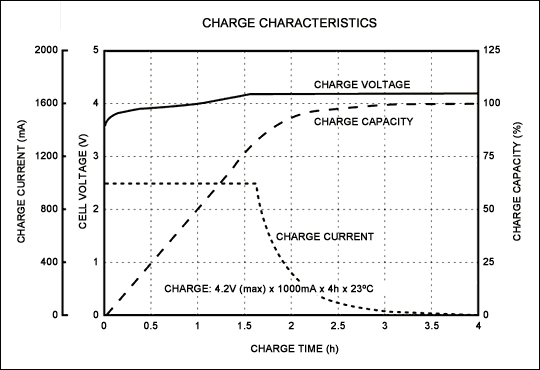 CHARGE CHARACTERISTICS
2000
1600
1200
800
400
0
CHARGE CURRENT (mA)
5
4
3
2
1
0
CELL VOLTAGE (V)
125
100
75
50
25
0
CHARGE CAPACITY (%)
CHARGE VOLTAGE
CHARGE CAPACITY
CHARGE CURRENT
CHARGE: 4.2V (max) x 1000mA x 4h x 23ºC
0 0.5 1 1.5 2 2.5 3 3.5 4
CHARGE TIME (h)